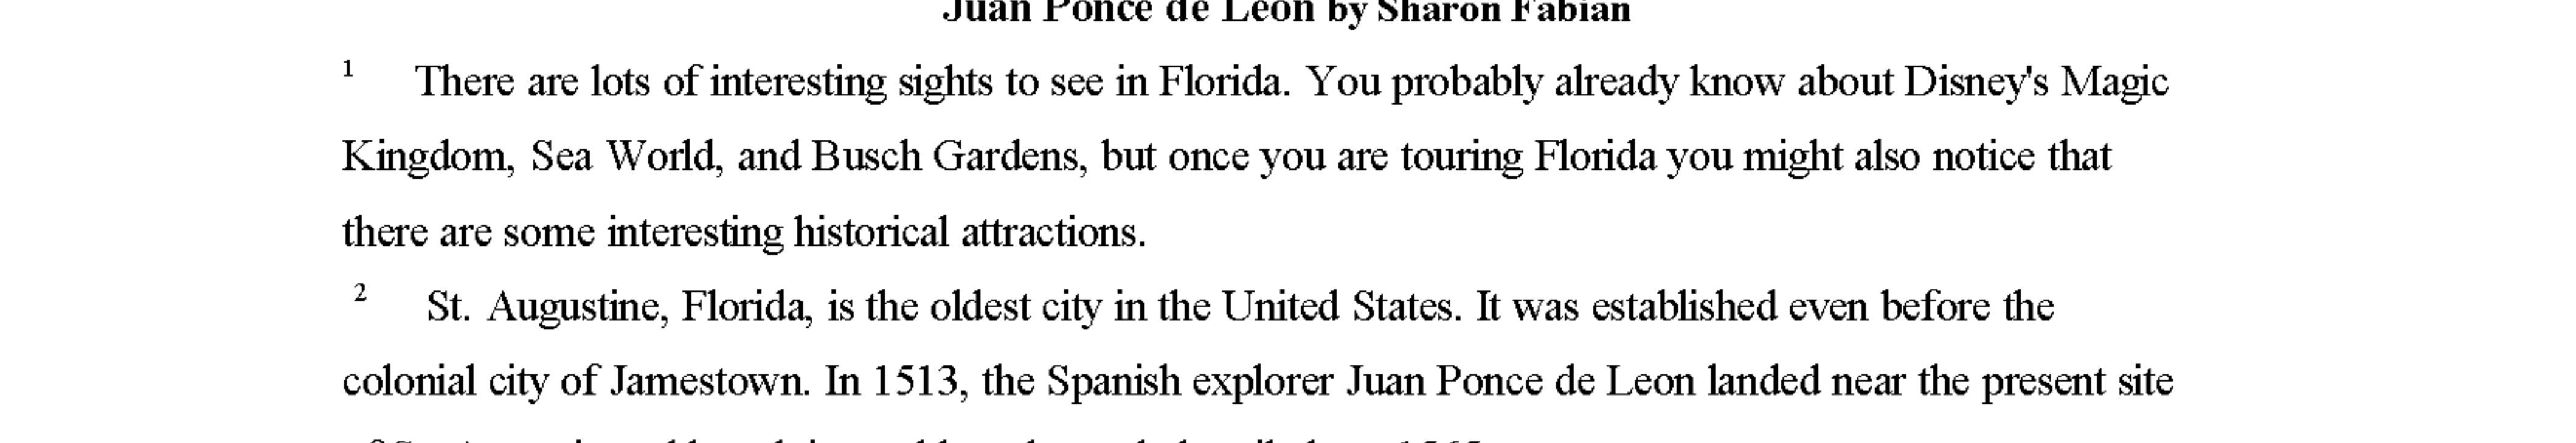 Juan Ponce de Leon by Sharon Fabian
1 There are lots of interesting sights to see in Florida. You probably already know about Disney's Magic
Kingdom, Sea World, and Busch Gardens, but once you are touring Florida you might also notice that
there are some interesting historical attractions.
2 St. Augustine, Florida, is the oldest city in the United States. It was established even before the
colonial city of Jamestown. In 1513, the Spanish explorer Juan Ponce de Leon landed near the present site